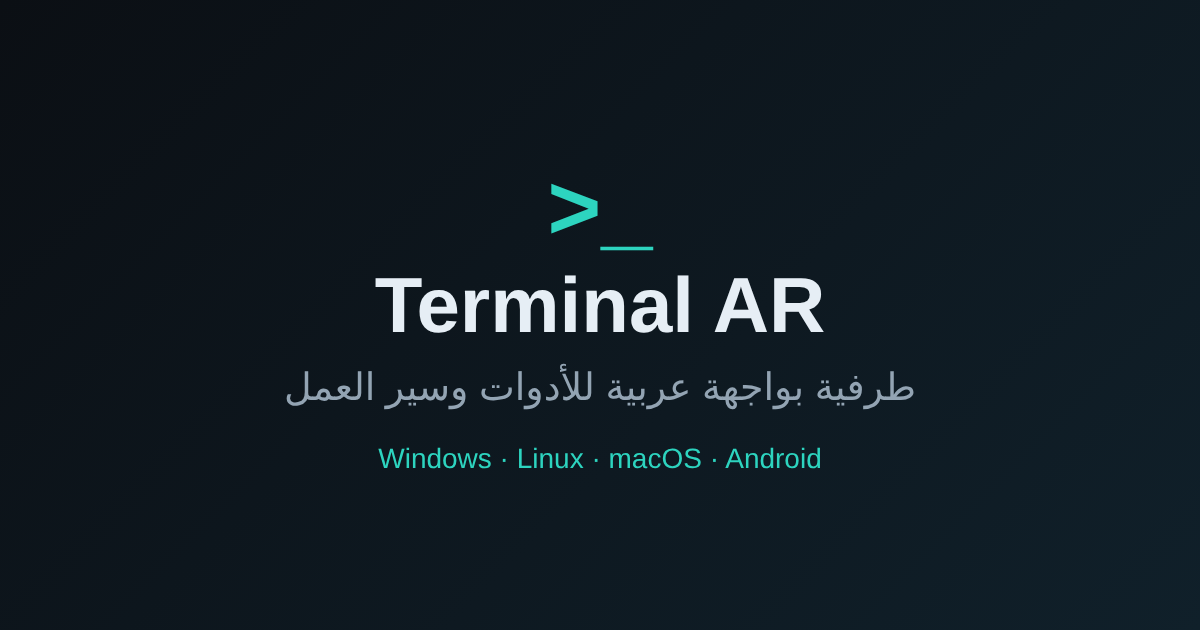 >_
Terminal AR
طرفية بواجهة عربية للأدوات وسير العمل
Windows · Linux · macOS · Android